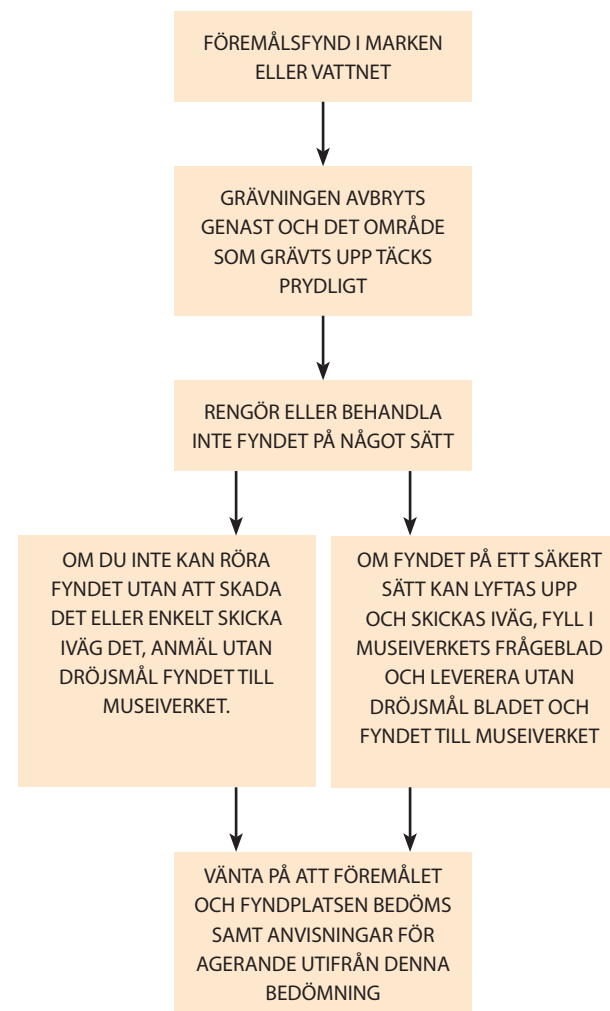 FÖREMÅLSFYND I MARKEN
ELLER VATTNET
GRÄVNINGEN AVBRYTS
GENAST OCH DET OMRÅDE
SOM GRÄVTS UPP TÄCKS
PRYDLIGT
RENGÖR ELLER BEHANDLA
INTE FYNDET PÅ NÅGOT SÄTT
OM DU INTE KAN RÖRA
FYNDET UTAN ATT SKADA
DET ELLER ENKELT SKICKA
IVÄG DET, ANMÄL UTAN
DRÖJSMÅL FYNDET TILL
MUSEIVERKET.
OM FYNDET PÅ ETT SÄKERT
SÄTT KAN LYFTAS UPP
OCH SKICKAS IVÄG, FYLL I
MUSEIVERKETS FRÅGEBLAD
OCH LEVERERA UTAN
DRÖJSMÅL BLADET OCH
FYNDET TILL MUSEIVERKET
VÄNTA PÅ ATT FÖREMÅLET
OCH FYNDPLATSEN BEDÖMS
SAMT ANVISNINGAR FÖR
AGERANDE UTIFRÅN DENNA
BEDÖMNING